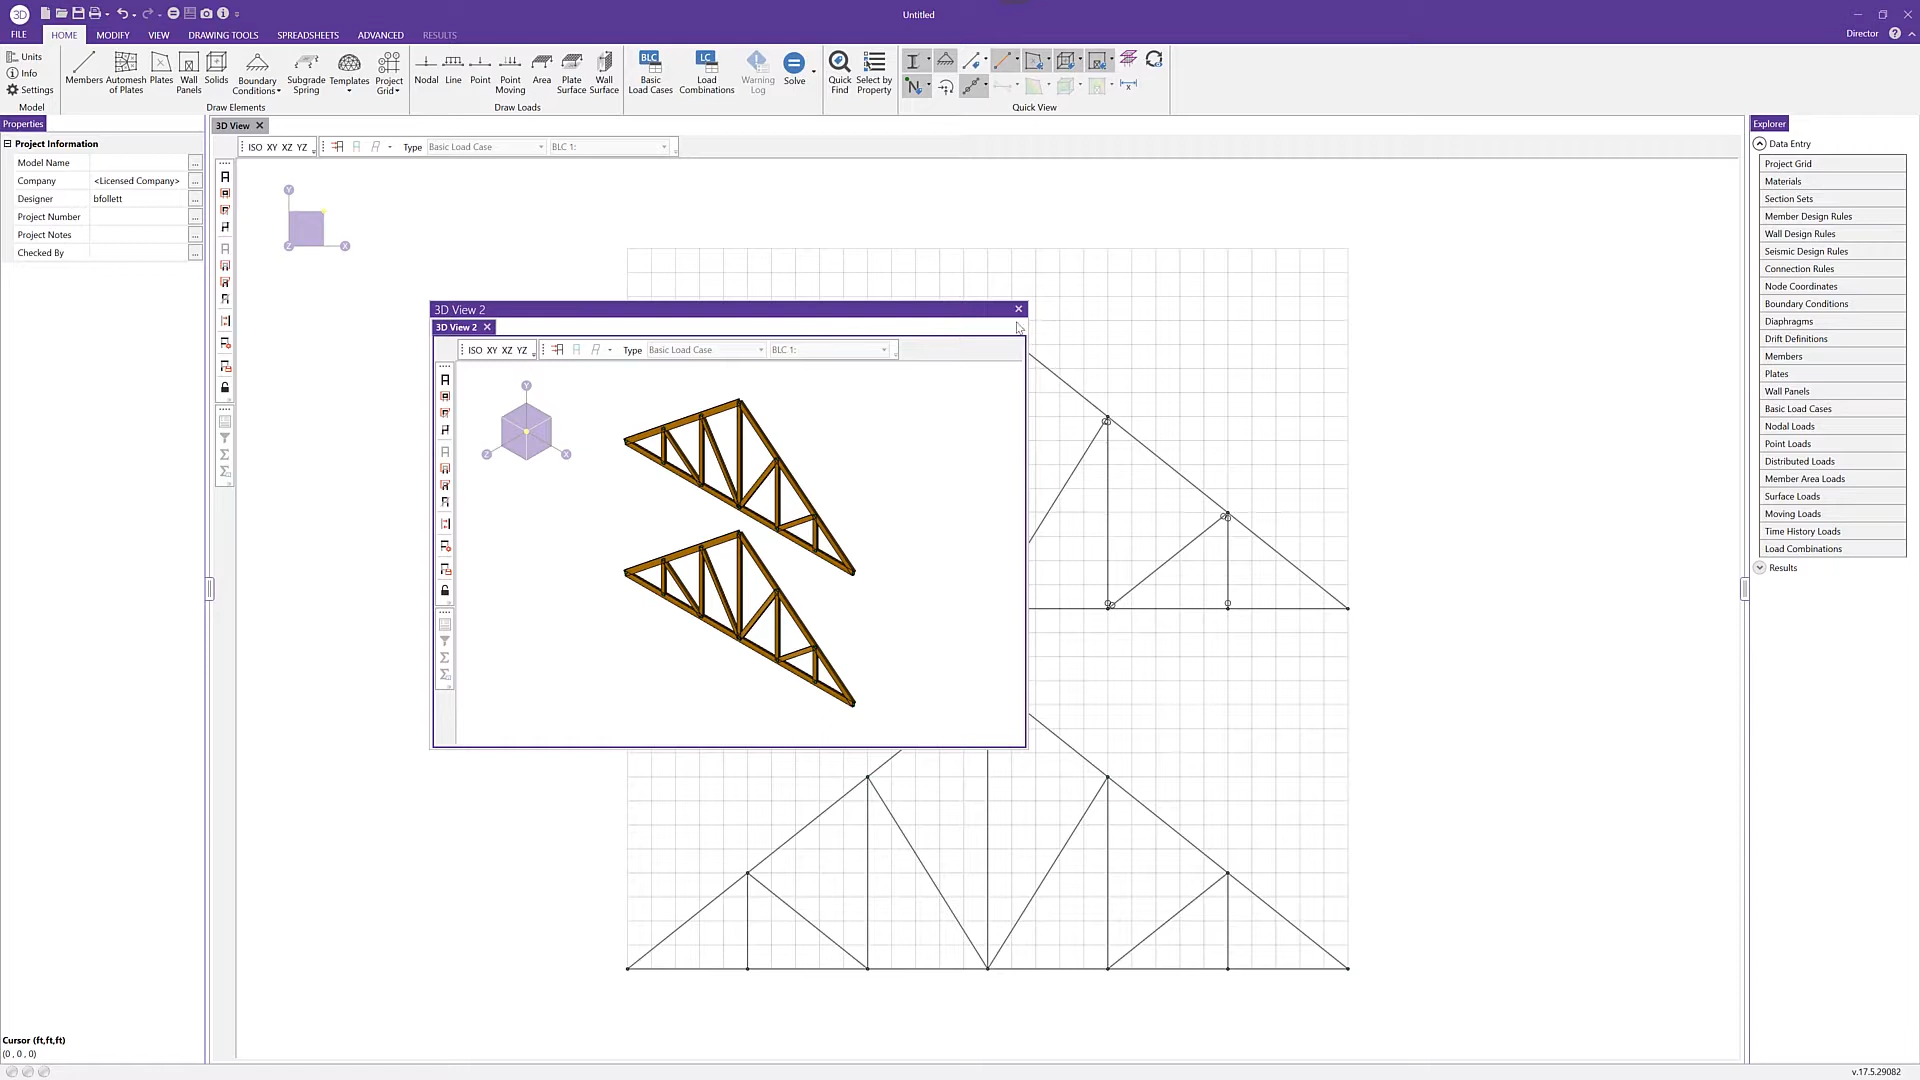 3D
Untitled
FILE HOME MODIFY VIEW DRAWING TOOLS SPREADSHEETS ADVANCED RESULTS
Director
Units
Info
Settings
Model
Members
Automesh of Plates
Plates
Wall Panels
Solids
Boundary Conditions
Subgrade Spring
Templates
Project Grid
Draw Elements
Nodal
Line
Point
Point Moving
Area
Plate Surface
Wall Surface
Draw Loads
BLC
Basic Load Cases
LC
Load Combinations
Warning Log
Solve
Quick Find
Select by Property
Quick View
Properties
Project Information
Model Name
Company <Licensed Company>
Designer bfollett
Project Number
Project Notes
Checked By
3D View
ISO XY XZ YZ Type Basic Load Case BLC 1:
Y
Z X
3D View 2
3D View 2
ISO XY XZ YZ Type Basic Load Case BLC 1:
Y
Z X
Explorer
Data Entry
Project Grid
Materials
Section Sets
Member Design Rules
Wall Design Rules
Seismic Design Rules
Connection Rules
Node Coordinates
Boundary Conditions
Diaphragms
Drift Definitions
Members
Plates
Wall Panels
Basic Load Cases
Nodal Loads
Point Loads
Distributed Loads
Member Area Loads
Surface Loads
Moving Loads
Time History Loads
Load Combinations
Results
Cursor (ft,ft,ft)
(0 , 0 , 0)
v.17.5.29082